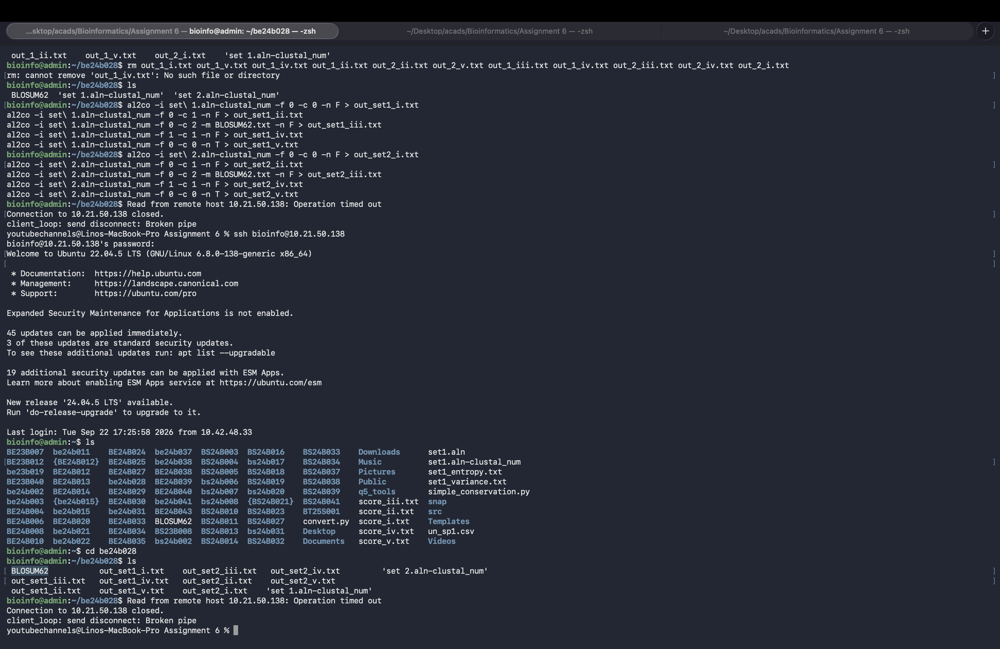 ...sktop/acads/Bioinformatics/Assignment 6 — bioinfo@admin: ~/be24b028 — -zsh
~/Desktop/acads/Bioinformatics/Assignment 6 — -zsh
~/Desktop/acads/Bioinformatics/Assignment 6 — -zsh
+
 out_1_ii.txt    out_1_v.txt    out_2_i.txt    'set 1.aln-clustal_num'
bioinfo@admin:~/be24b028$ rm out_1_i.txt out_1_v.txt out_1_iv.txt out_1_ii.txt out_2_ii.txt out_2_v.txt out_1_iii.txt out_1_iv.txt out_2_iii.txt out_2_iv.txt out_2_i.txt
[rm: cannot remove 'out_1_iv.txt': No such file or directory ]
bioinfo@admin:~/be24b028$ ls
 BLOSUM62  'set 1.aln-clustal_num'  'set 2.aln-clustal_num'
[bioinfo@admin:~/be24b028$ al2co -i set\ 1.aln-clustal_num -f 0 -c 0 -n F > out_set1_i.txt ]
al2co -i set\ 1.aln-clustal_num -f 0 -c 1 -n F > out_set1_ii.txt
al2co -i set\ 1.aln-clustal_num -f 0 -c 2 -m BLOSUM62.txt -n F > out_set1_iii.txt
al2co -i set\ 1.aln-clustal_num -f 1 -c 1 -n F > out_set1_iv.txt
al2co -i set\ 1.aln-clustal_num -f 0 -c 0 -n T > out_set1_v.txt
bioinfo@admin:~/be24b028$ al2co -i set\ 2.aln-clustal_num -f 0 -c 0 -n F > out_set2_i.txt
[al2co -i set\ 2.aln-clustal_num -f 0 -c 1 -n F > out_set2_ii.txt ]
al2co -i set\ 2.aln-clustal_num -f 0 -c 2 -m BLOSUM62.txt -n F > out_set2_iii.txt
al2co -i set\ 2.aln-clustal_num -f 1 -c 1 -n F > out_set2_iv.txt
al2co -i set\ 2.aln-clustal_num -f 0 -c 0 -n T > out_set2_v.txt
bioinfo@admin:~/be24b028$ Read from remote host 10.21.50.138: Operation timed out
[Connection to 10.21.50.138 closed. ]
client_loop: send disconnect: Broken pipe
youtubechannels@Linos-MacBook-Pro Assignment 6 % ssh bioinfo@10.21.50.138
bioinfo@10.21.50.138's password:
[Welcome to Ubuntu 22.04.5 LTS (GNU/Linux 6.8.0-138-generic x86_64) ]
[ ]
 * Documentation:  https://help.ubuntu.com
 * Management:     https://landscape.canonical.com
 * Support:        https://ubuntu.com/pro
Expanded Security Maintenance for Applications is not enabled.
45 updates can be applied immediately.
3 of these updates are standard security updates.
To see these additional updates run: apt list --upgradable
19 additional security updates can be applied with ESM Apps.
Learn more about enabling ESM Apps service at https://ubuntu.com/esm
New release '24.04.5 LTS' available.
Run 'do-release-upgrade' to upgrade to it.
Last login: Tue Sep 22 17:25:58 2026 from 10.42.48.33
bioinfo@admin:~$ ls
BE23B007  be24b011    BE24B024  be24b037  BS24B003  BS24B016    BS24B033   Downloads      set1.aln
[BE23B012  {BE24B012}  BE24B025  be24b038  BS24B004  bs24b017    BS24B034   Music          set1.aln-clustal_num ]
be23b019  BE24B012    BE24B027  BE24B038  BS24B005  BS24B018    BS24B037   Pictures       set1_entropy.txt
BE23B040  BE24B013    be24b028  BE24B039  bs24b006  BS24B019    BS24B038   Public         set1_variance.txt
be24b002  BE24B014    BE24B029  BE24B040  bs24b007  bs24b020    BS24B039   q5_tools       simple_conservation.py
be24b003  {be24b015}  BE24B030  be24b041  bs24b008  {BS24B021}  BS24B041   score_iii.txt  snap
BE24B004  be24b015    be24b031  BE24B043  BS24B010  BS24B023    BT25S001   score_ii.txt   src
BE24B006  BE24B020    BE24B033  BLOSUM62  BS24B011  BS24B027    convert.py  score_i.txt    Templates
BE24B008  be24b021    BE24B034  BS23B008  BS24B013  bs24b031    Desktop    score_iv.txt   un_sp1.csv
BE24B010  be24b022    BE24B035  bs24b002  BS24B014  BS24B032    Documents  score_v.txt    Videos
bioinfo@admin:~$ cd be24b028
bioinfo@admin:~/be24b028$ ls
[ BLOSUM62           out_set1_i.txt    out_set2_iii.txt   out_set2_iv.txt         'set 2.aln-clustal_num' ]
[ out_set1_iii.txt   out_set1_iv.txt   out_set2_ii.txt    out_set2_v.txt ]
 out_set1_ii.txt    out_set1_v.txt    out_set2_i.txt    'set 1.aln-clustal_num'
bioinfo@admin:~/be24b028$ Read from remote host 10.21.50.138: Operation timed out
Connection to 10.21.50.138 closed.
client_loop: send disconnect: Broken pipe
youtubechannels@Linos-MacBook-Pro Assignment 6 %